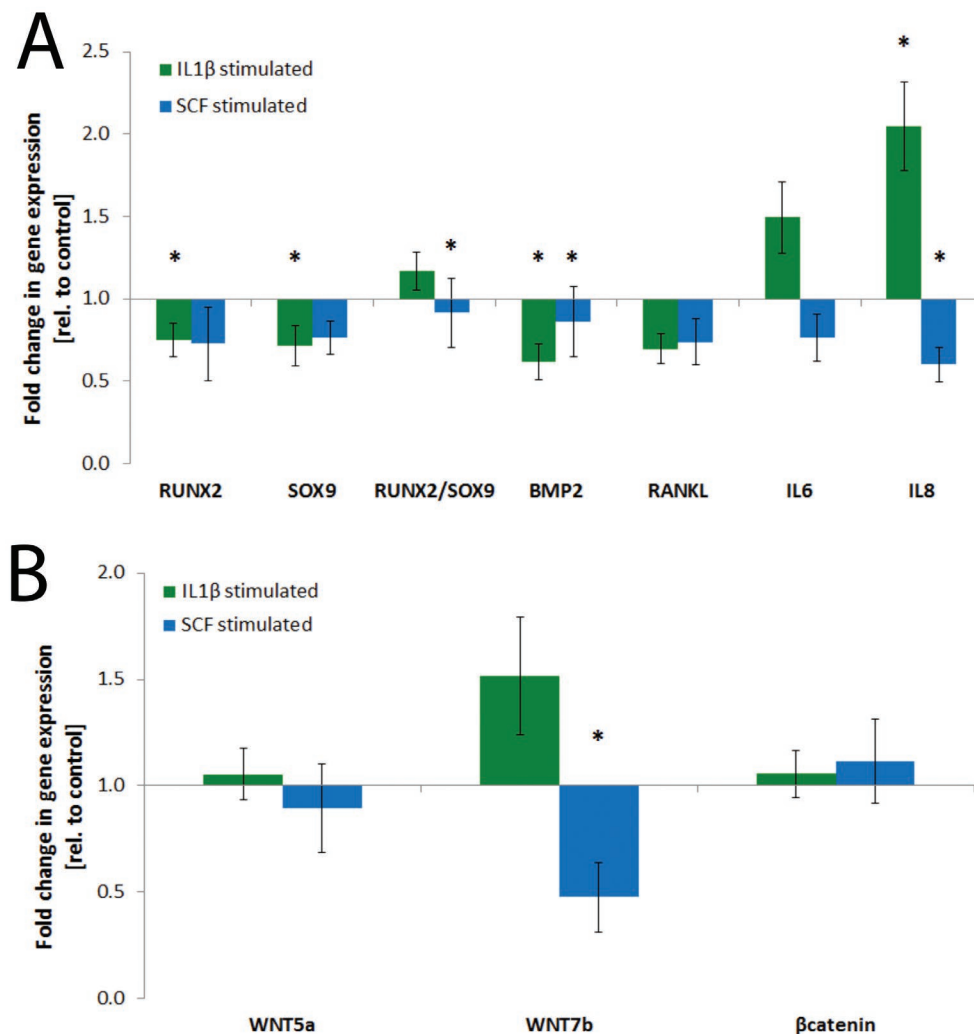 A
Fold change in gene expression
[rel. to control]
2.5
2.0
1.5
1.0
0.5
0.0
IL1β stimulated
SCF stimulated
* * * * * * *
RUNX2 SOX9 RUNX2/SOX9 BMP2 RANKL IL6 IL8
B
Fold change in gene expression
[rel. to control]
2.0
1.5
1.0
0.5
0.0
IL1β stimulated
SCF stimulated
*
WNT5a WNT7b βcatenin